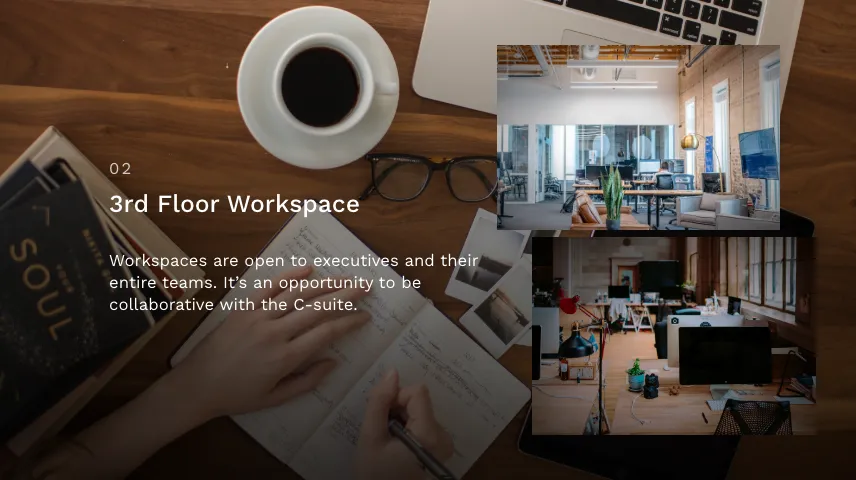 02
3rd Floor Workspace
Workspaces are open to executives and their
entire teams. It’s an opportunity to be
collaborative with the C-suite.
SOUL
YOUR